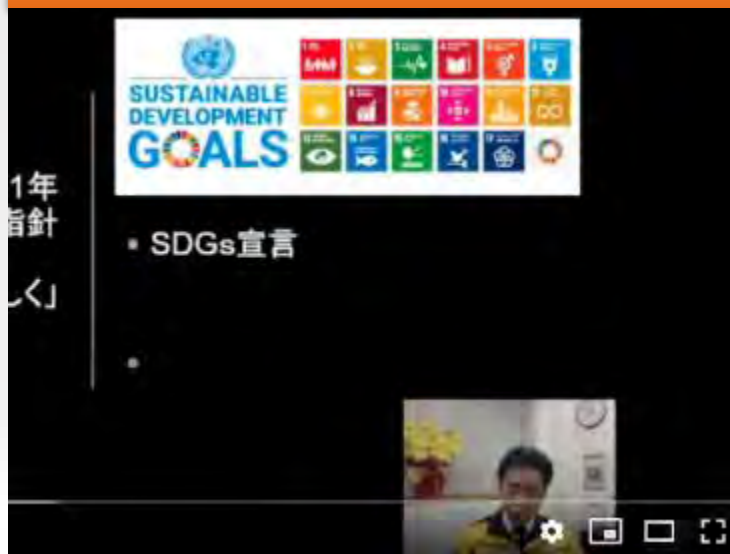 1年
指針
しく」
SUSTAINABLE
DEVELOPMENT
GOALS
▪ SDGs宣言